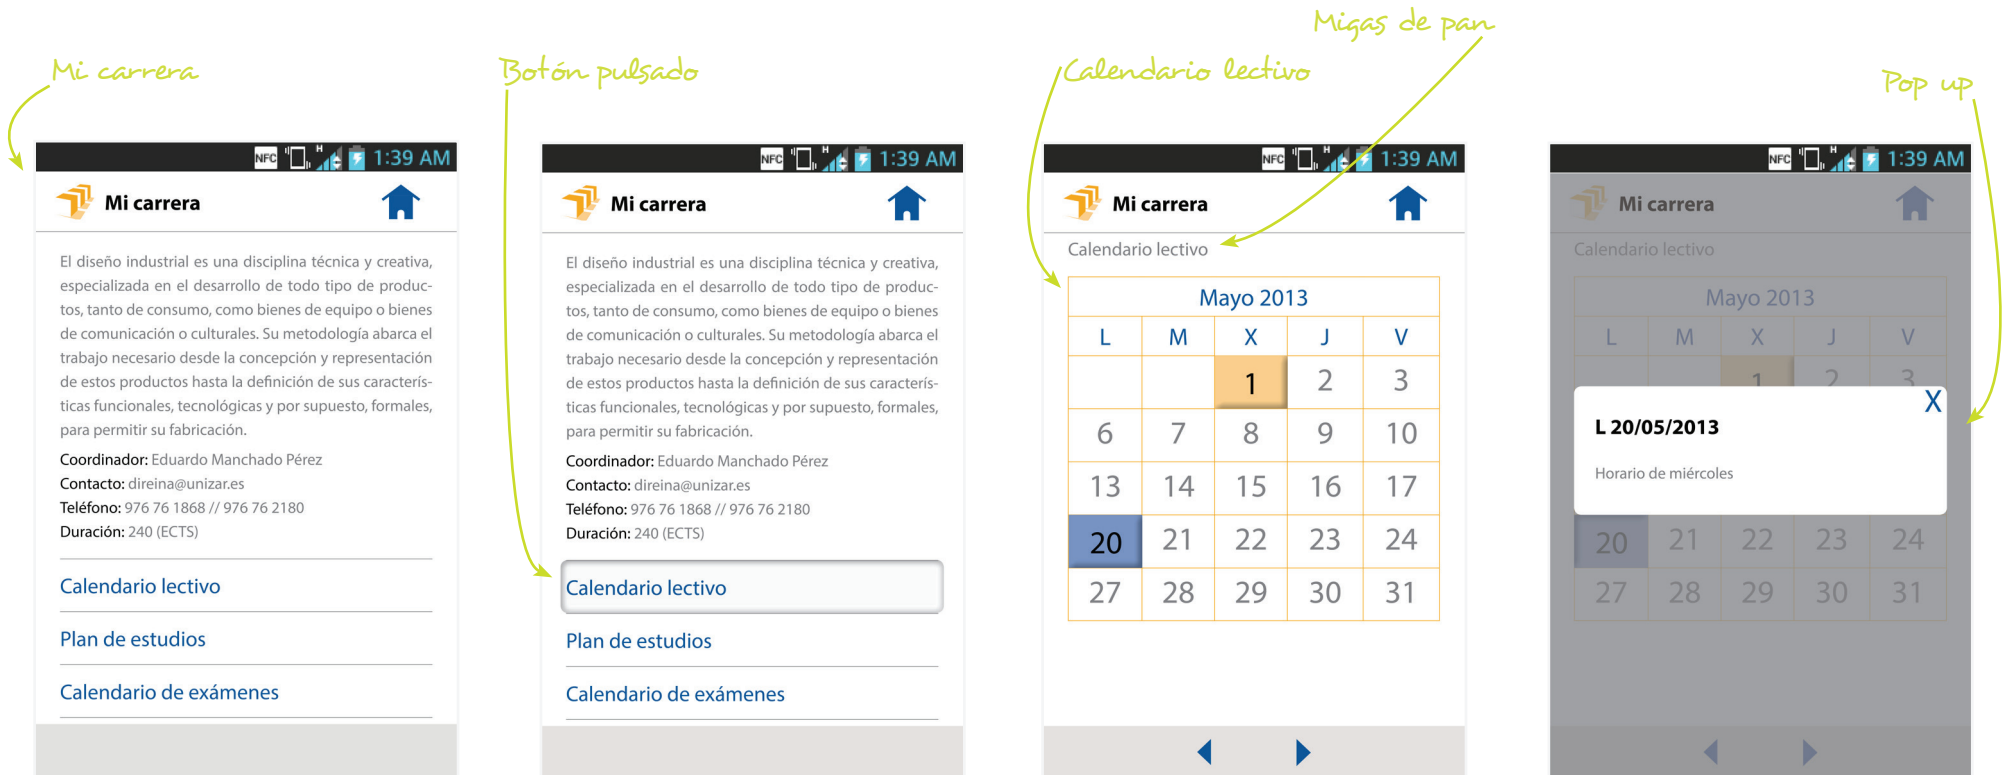 Mi carrera
Botón pulsado
Calendario lectivo
Migas de pan
Pop up
NFC H 1:39 AM
Mi carrera
El diseño industrial es una disciplina técnica y creativa,
especializada en el desarrollo de todo tipo de produc-
tos, tanto de consumo, como bienes de equipo o bienes
de comunicación o culturales. Su metodología abarca el
trabajo necesario desde la concepción y representación
de estos productos hasta la definición de sus caracterís-
ticas funcionales, tecnológicas y por supuesto, formales,
para permitir su fabricación.
Coordinador: Eduardo Manchado Pérez
Contacto: direina@unizar.es
Teléfono: 976 76 1868 // 976 76 2180
Duración: 240 (ECTS)
Calendario lectivo
Plan de estudios
Calendario de exámenes
NFC H 1:39 AM
Mi carrera
El diseño industrial es una disciplina técnica y creativa,
especializada en el desarrollo de todo tipo de produc-
tos, tanto de consumo, como bienes de equipo o bienes
de comunicación o culturales. Su metodología abarca el
trabajo necesario desde la concepción y representación
de estos productos hasta la definición de sus caracterís-
ticas funcionales, tecnológicas y por supuesto, formales,
para permitir su fabricación.
Coordinador: Eduardo Manchado Pérez
Contacto: direina@unizar.es
Teléfono: 976 76 1868 // 976 76 2180
Duración: 240 (ECTS)
Calendario lectivo
Plan de estudios
Calendario de exámenes
NFC H 1:39 AM
Mi carrera
Calendario lectivo
Mayo 2013
L M X J V
1 2 3
6 7 8 9 10
13 14 15 16 17
20 21 22 23 24
27 28 29 30 31
NFC H 1:39 AM
Mi carrera
Calendario lectivo
Mayo 2013
L M X J V
1 2 3
X
L 20/05/2013
Horario de miércoles
20 21 22 23 24
27 28 29 30 31